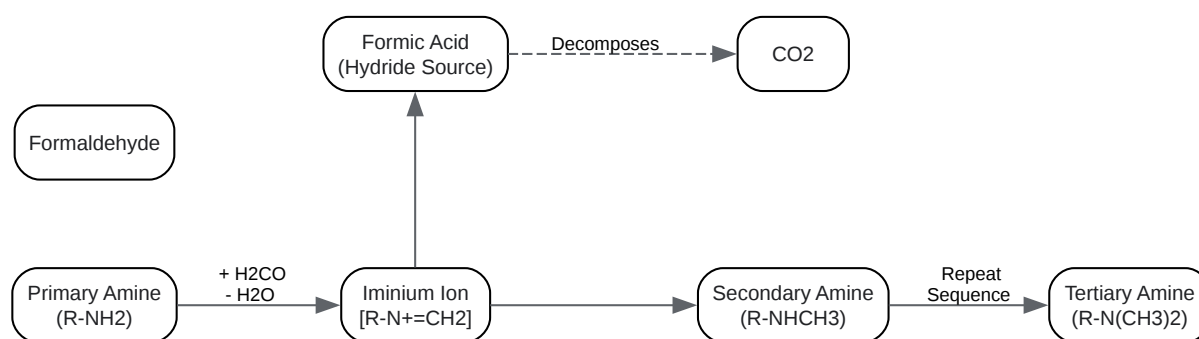 Formic Acid
(Hydride Source)
Decomposes
CO2
Formaldehyde
Primary Amine
(R-NH2)
+ H2CO
- H2O
Iminium Ion
[R-N+=CH2]
Secondary Amine
(R-NHCH3)
Repeat
Sequence
Tertiary Amine
(R-N(CH3)2)